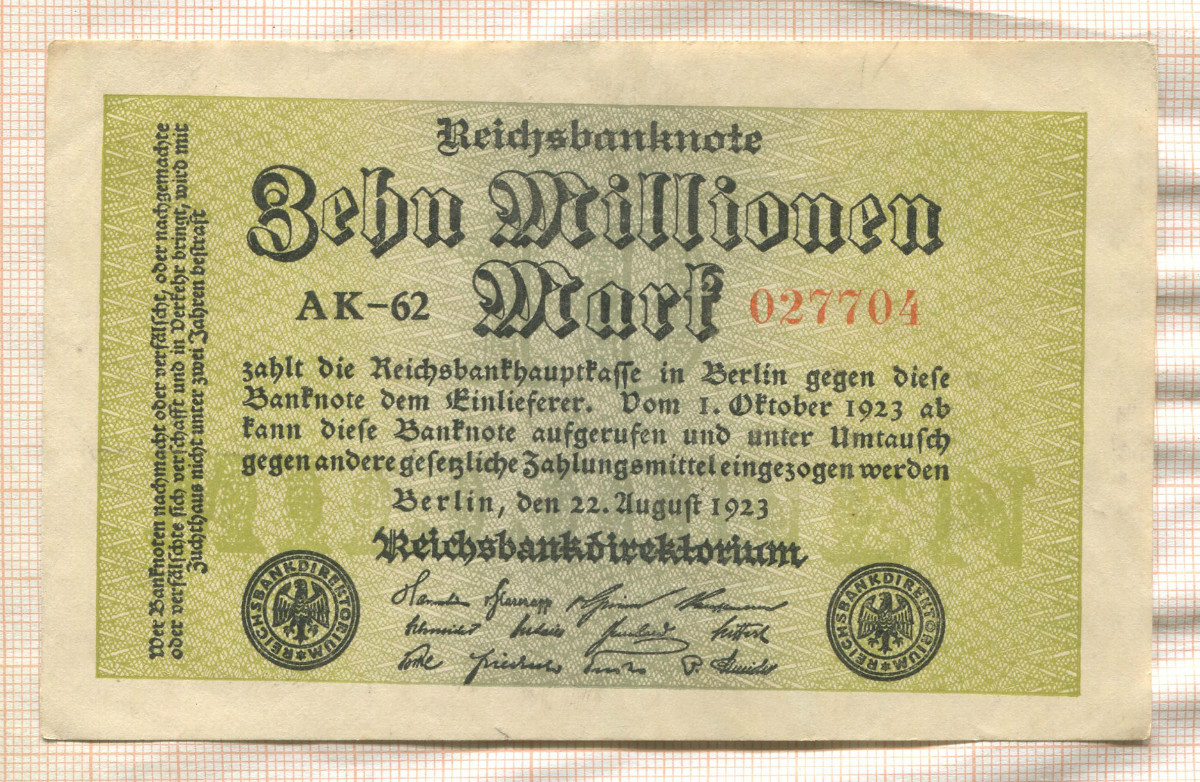 Reichsbanknote
Zehn Millionen
Mark
AK-62
027704
zahlt die Reichsbankhauptkasse in Berlin gegen diese
Banknote dem Einlieferer. Vom 1. Oktober 1923 ab
kann diese Banknote aufgerufen und unter Umtausch
gegen andere gesetzliche Zahlungsmittel eingezogen werden
Berlin, den 22. August 1923
Reichsbankdirektorium
Wer Banknoten nachmacht oder verfälscht, oder nachgemachte
oder verfälschte sich verschafft und in Verkehr bringt, wird mit
Zuchthaus nicht unter zwei Jahren bestraft
REICHSBANKDIREKTORIUM
REICHSBANKDIREKTORIUM